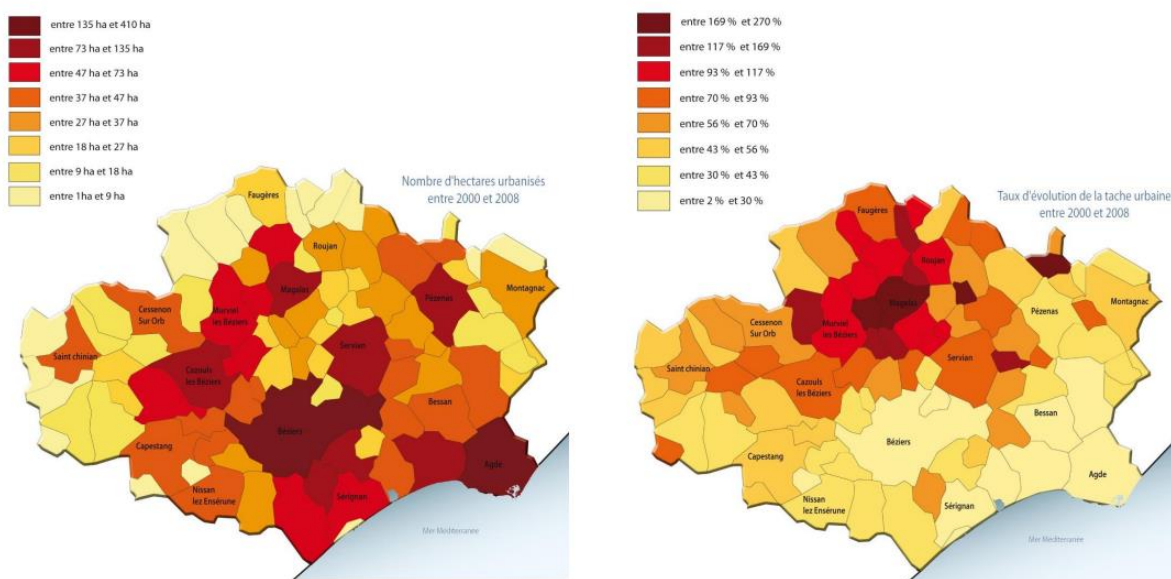 entre 135 ha et 410 ha
entre 73 ha et 135 ha
entre 47 ha et 73 ha
entre 37 ha et 47 ha
entre 27 ha et 37 ha
entre 18 ha et 27 ha
entre 9 ha et 18 ha
entre 1ha et 9 ha
Nombre d'hectares urbanisés
entre 2000 et 2008
Faugères
Roujan
Magalas
Pézenas
Montagnac
Cessenon
Sur Orb
Murviel
les Béziers
Saint chinian
Servian
Cazouls
les Béziers
Bessan
Béziers
Capestang
Agde
Nissan
lez Ensérune
Sérignan
Mer Méditerranée
entre 169 % et 270 %
entre 117 % et 169 %
entre 93 % et 117 %
entre 70 % et 93 %
entre 56 % et 70 %
entre 43 % et 56 %
entre 30 % et 43 %
entre 2 % et 30 %
Taux d'évolution de la tache urbaine
entre 2000 et 2008
Faugères
Roujan
Magalas
Pézenas
Montagnac
Cessenon
Sur Orb
Murviel
les Béziers
Saint chinian
Servian
Cazouls
les Béziers
Bessan
Béziers
Capestang
Agde
Nissan
lez Ensérune
Sérignan
Mer Méditerranée